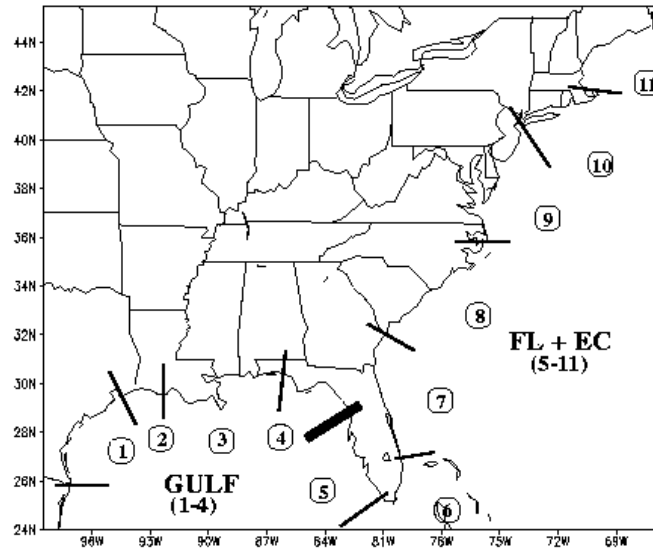 44N
42N
40N
38N
36N
34N
32N
30N
28N
26N
24N
11
10
9
8
FL + EC
(5-11)
7
1
2
3
4
GULF
(1-4)
5
6
96W
93W
90W
87W
84W
81W
78W
75W
72W
69W